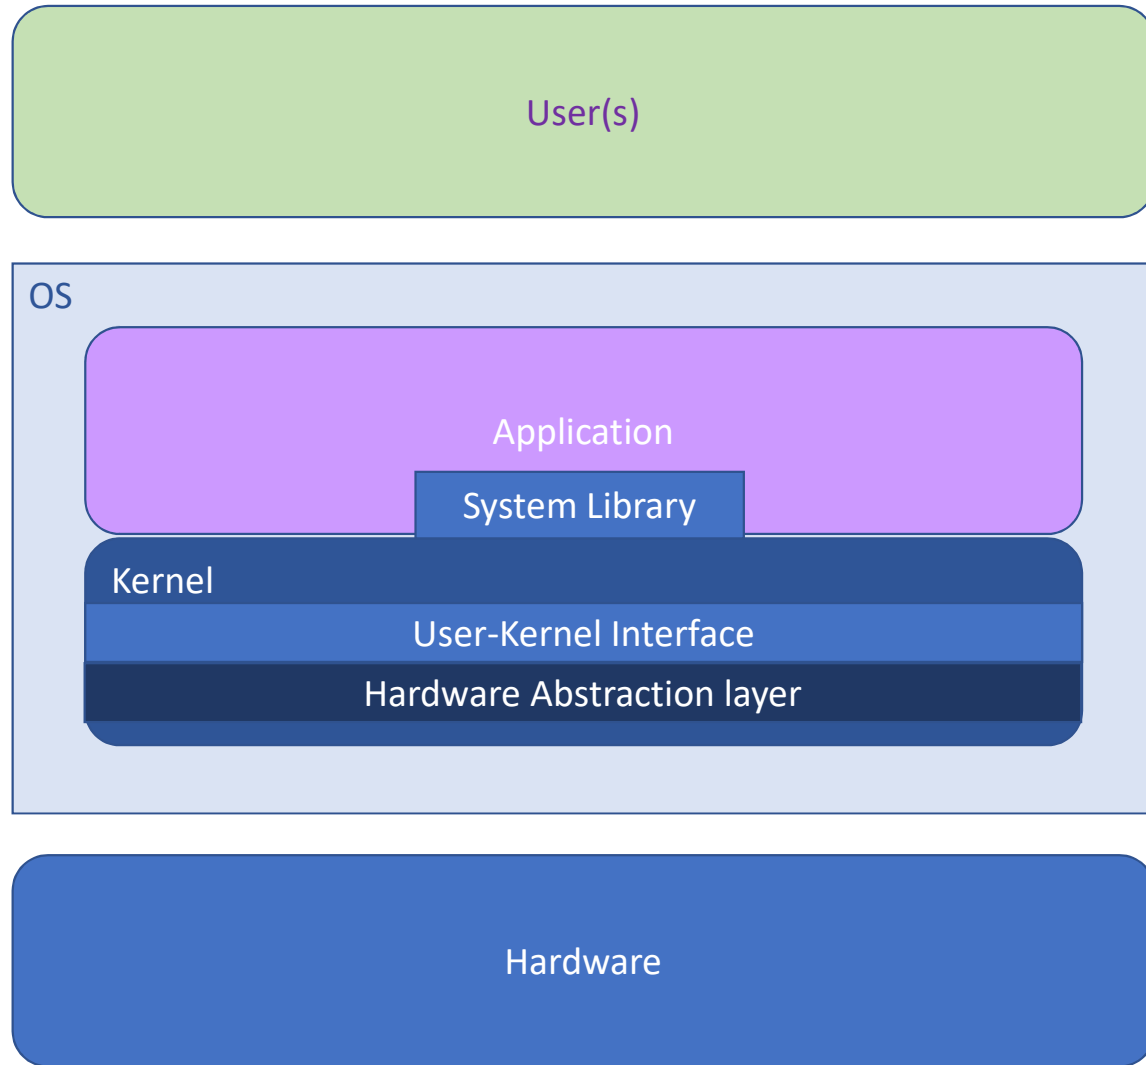 User(s)
OS
Application
System Library
Kernel
User-Kernel Interface
Hardware Abstraction layer
Hardware